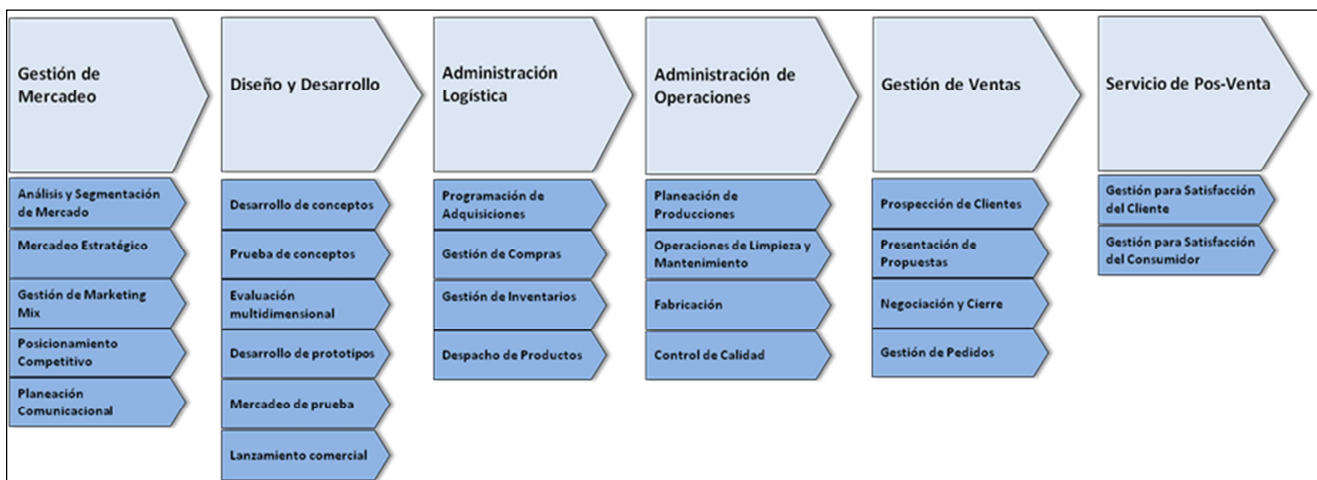 Gestión de
Mercadeo
Análisis y Segmentación
de Mercado
Mercadeo Estratégico
Gestión de Marketing
Mix
Posicionamiento
Competitivo
Planeación
Comunicacional
Diseño y Desarrollo
Desarrollo de conceptos
Prueba de conceptos
Evaluación
multidimensional
Desarrollo de prototipos
Mercadeo de prueba
Lanzamiento comercial
Administración
Logística
Programación de
Adquisiciones
Gestión de Compras
Gestión de Inventarios
Despacho de Productos
Administración de
Operaciones
Planeación de
Producciones
Operaciones de Limpieza y
Mantenimiento
Fabricación
Control de Calidad
Gestión de Ventas
Prospección de Clientes
Presentación de
Propuestas
Negociación y Cierre
Gestión de Pedidos
Servicio de Pos-Venta
Gestión para Satisfacción
del Cliente
Gestión para Satisfacción
del Consumidor